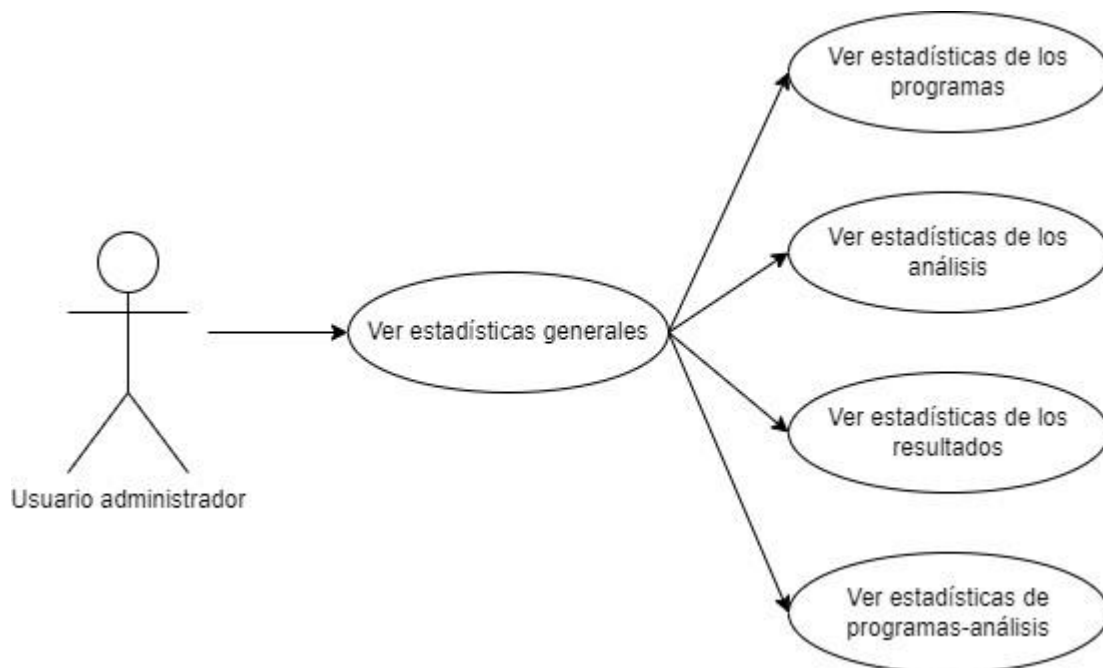 Ver estadísticas de los
programas
Ver estadísticas de los
análisis
Ver estadísticas generales
Ver estadísticas de los
resultados
Usuario administrador
Ver estadísticas de
programas-análisis